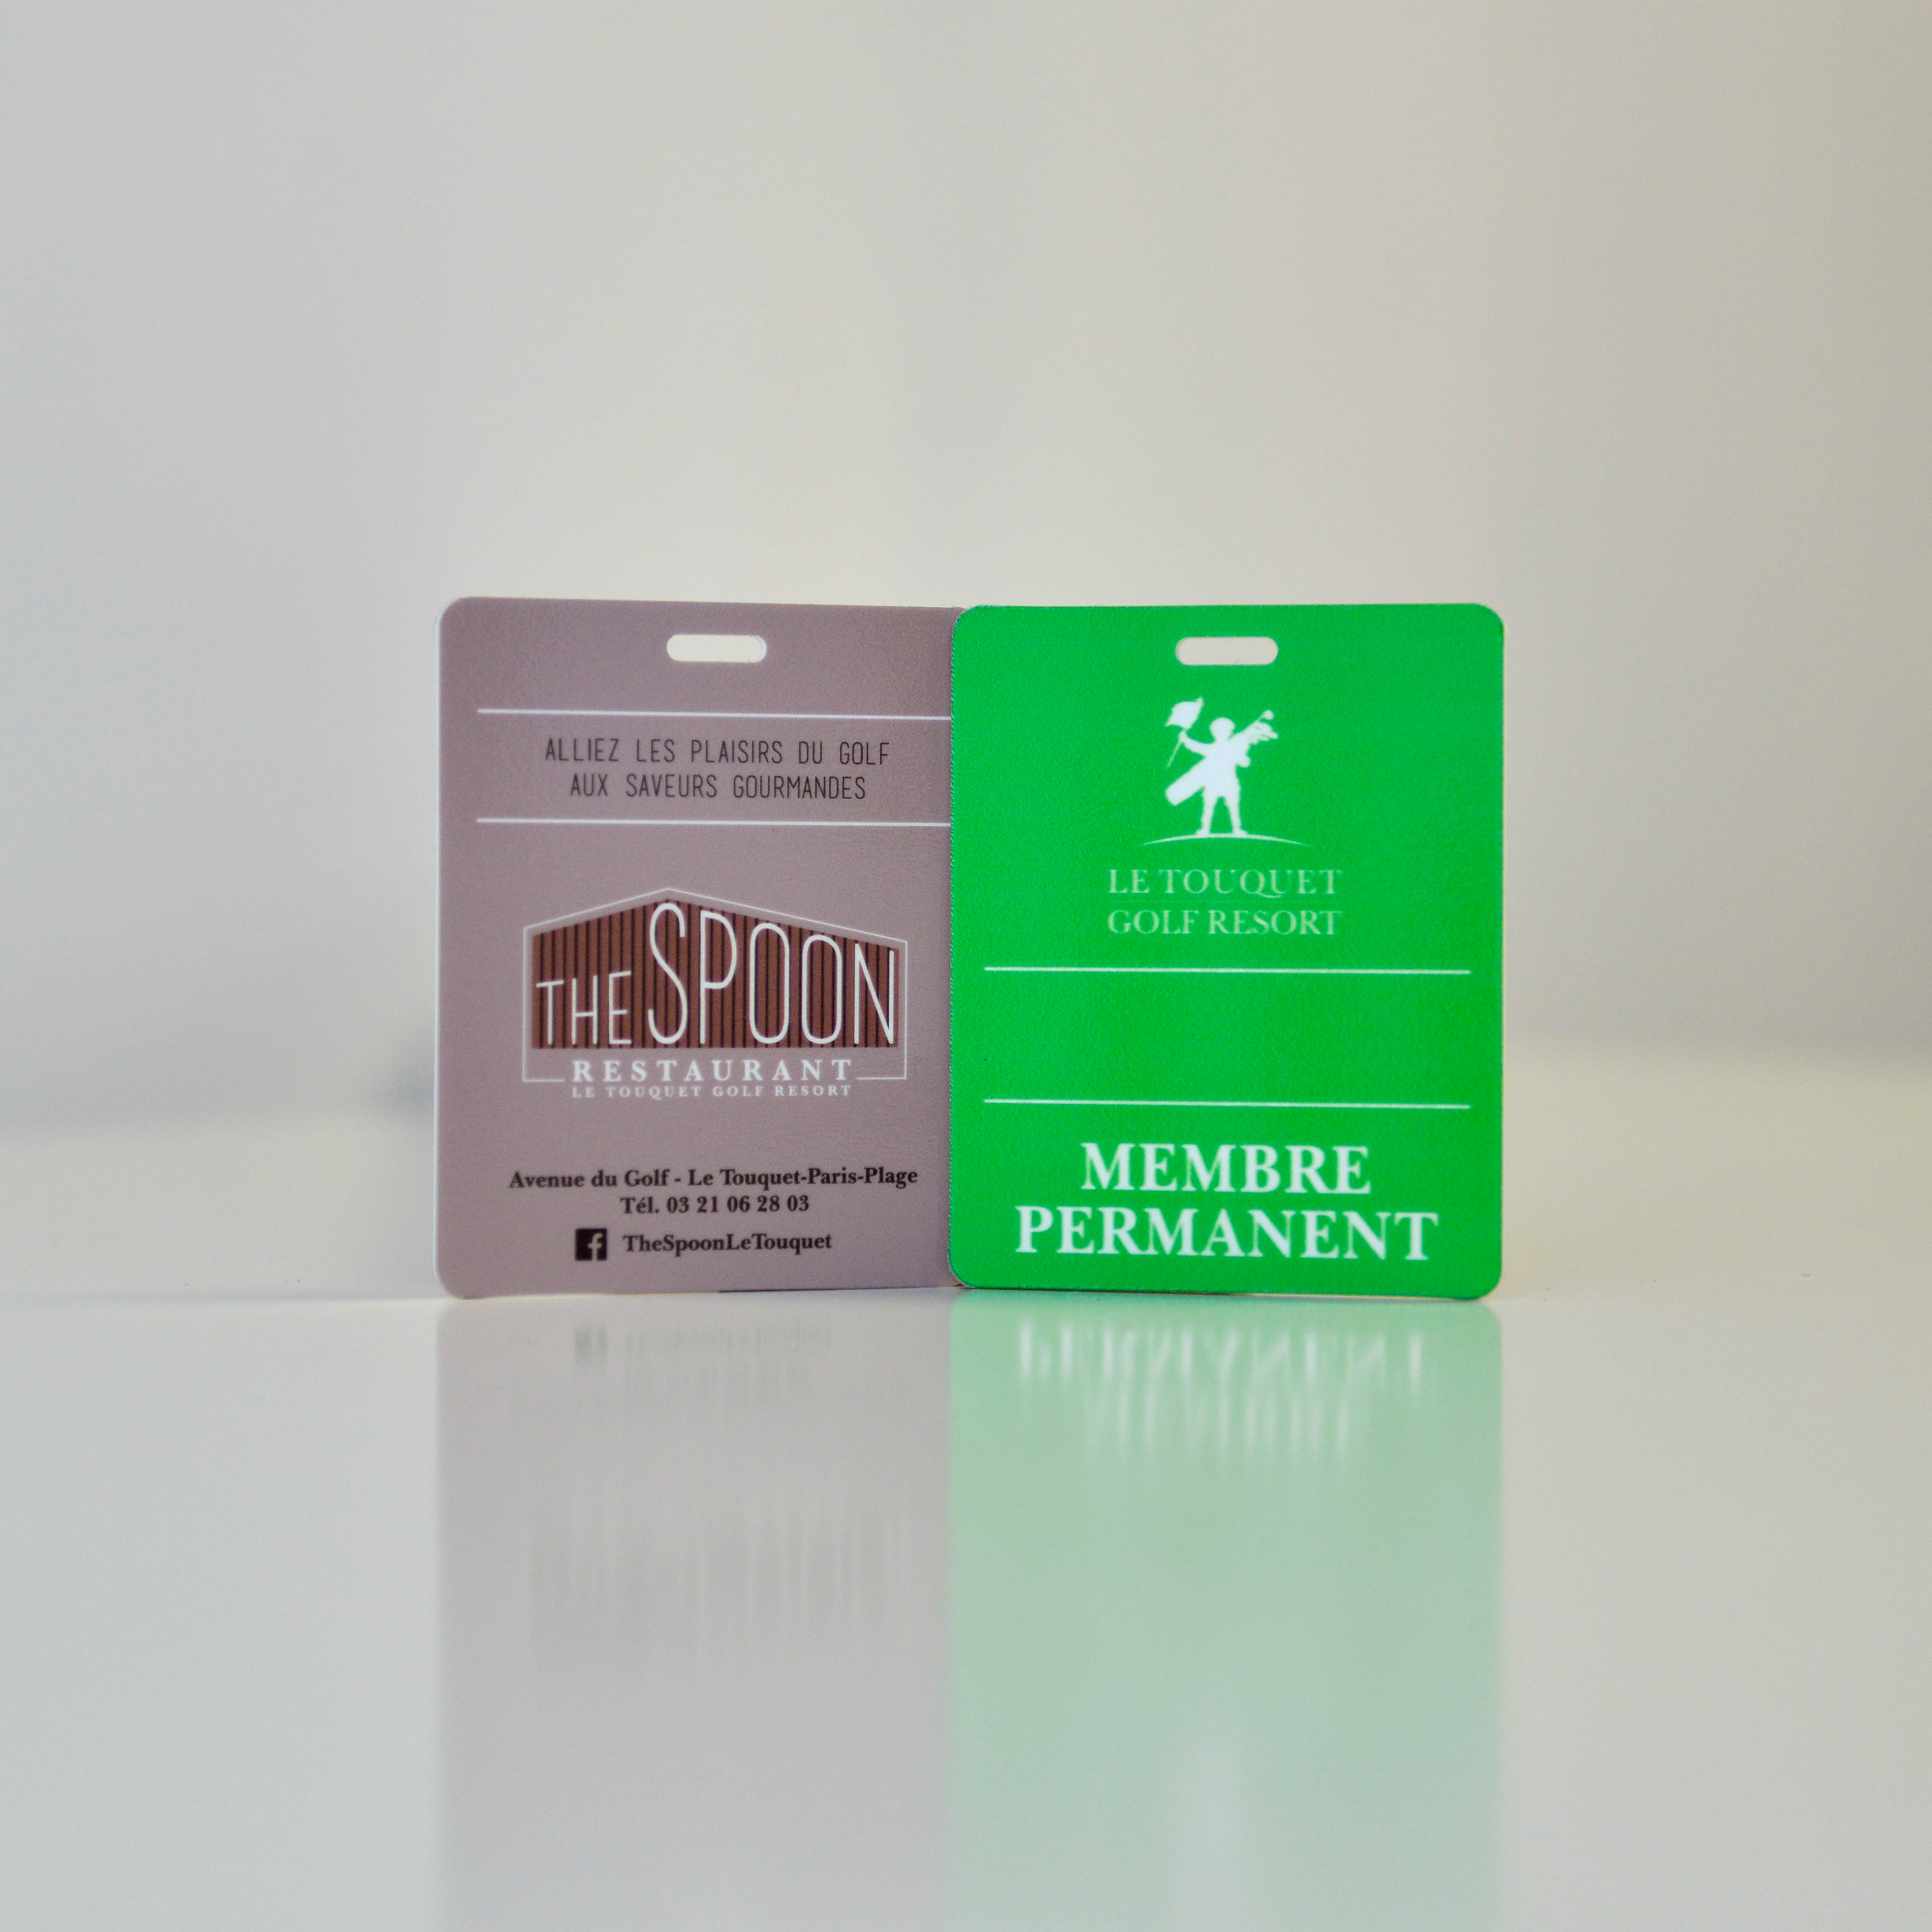 ALLIEZ LES PLAISIRS DU GOLF
AUX SAVEURS GOURMANDES
THE SPOON
RESTAURANT
LE TOUQUET GOLF RESORT
Avenue du Golf - Le Touquet-Paris-Plage
Tél. 03 21 06 28 03
f TheSpoonLeTouquet
LE TOUQUET
GOLF RESORT
MEMBRE
PERMANENT